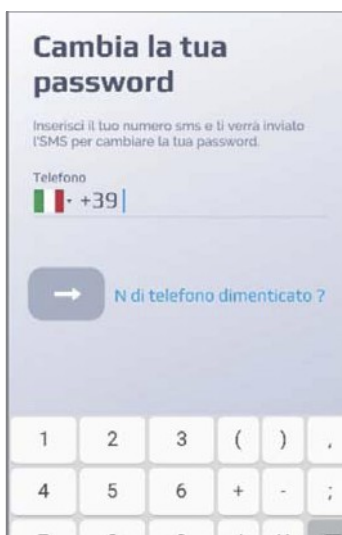 Cambia la tua
password
Inserisci il tuo numero sms e ti verrà inviato
l'SMS per cambiare la tua password.
Telefono
+39
N di telefono dimenticato ?
1 2 3 ( ) ,
4 5 6 + - ;